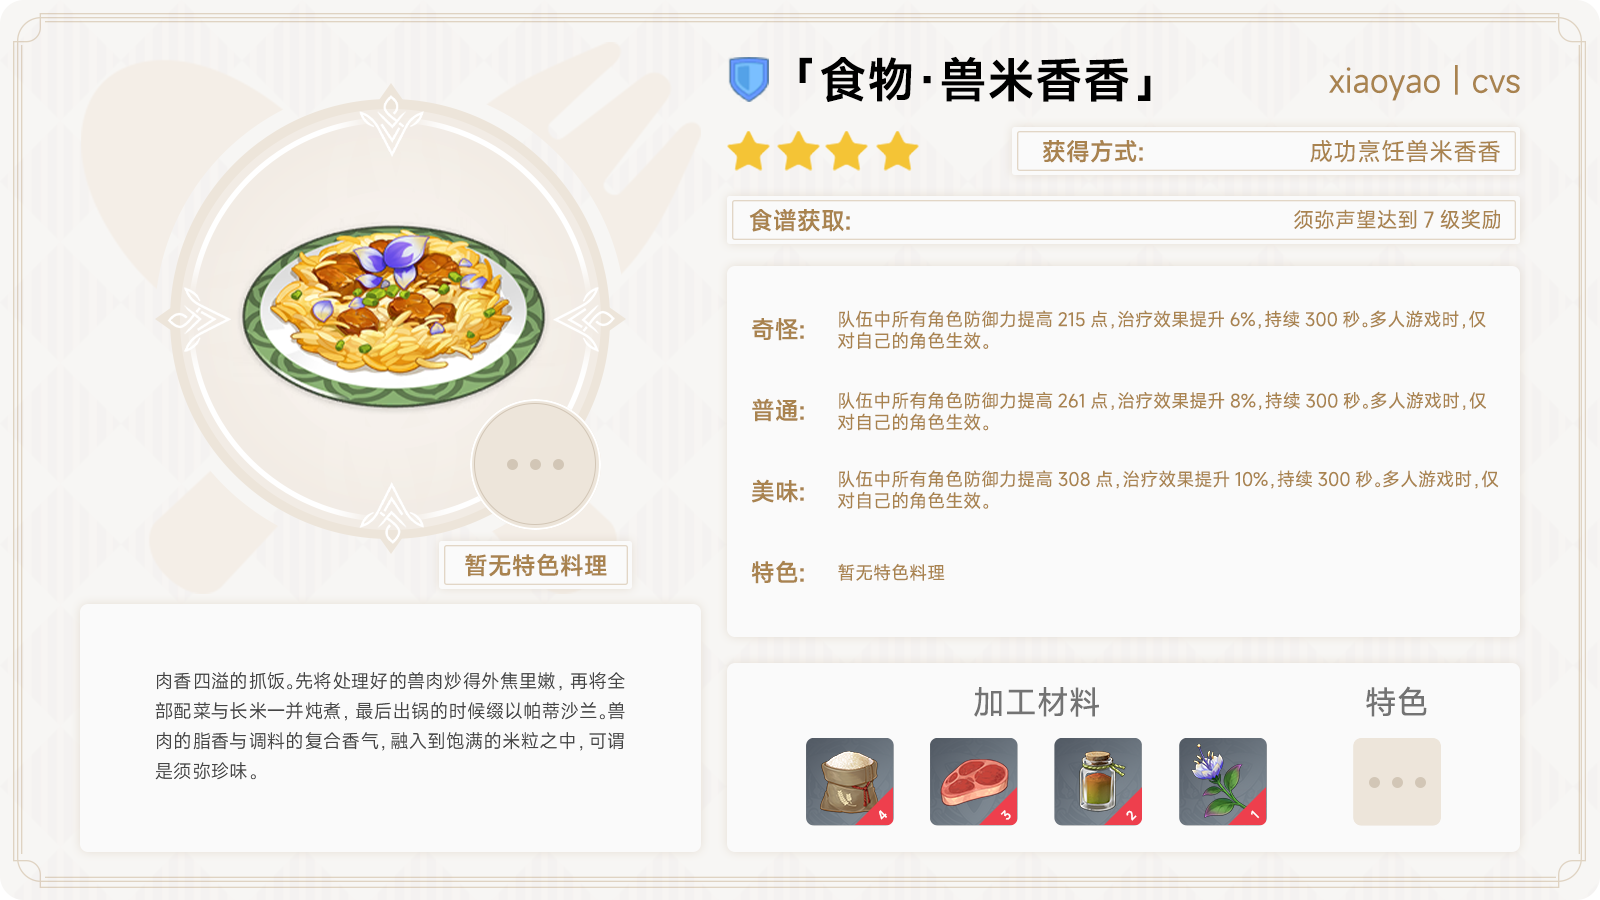 「食物·兽米香香」
xiaoyao | cvs
获得方式:
成功烹饪兽米香香
食谱获取:
须弥声望达到 7 级奖励
奇怪:
队伍中所有角色防御力提高 215 点,治疗效果提升 6%,持续 300 秒。多人游戏时,仅
对自己的角色生效。
普通:
队伍中所有角色防御力提高 261 点,治疗效果提升 8%,持续 300 秒。多人游戏时,仅
对自己的角色生效。
美味:
队伍中所有角色防御力提高 308 点,治疗效果提升 10%,持续 300 秒。多人游戏时,仅
对自己的角色生效。
特色:
暂无特色料理
暂无特色料理
肉香四溢的抓饭。先将处理好的兽肉炒得外焦里嫩, 再将全
部配菜与长米一并炖煮, 最后出锅的时候缀以帕蒂沙兰。兽
肉的脂香与调料的复合香气, 融入到饱满的米粒之中, 可谓
是须弥珍味。
加工材料
特色
4
3
2
1